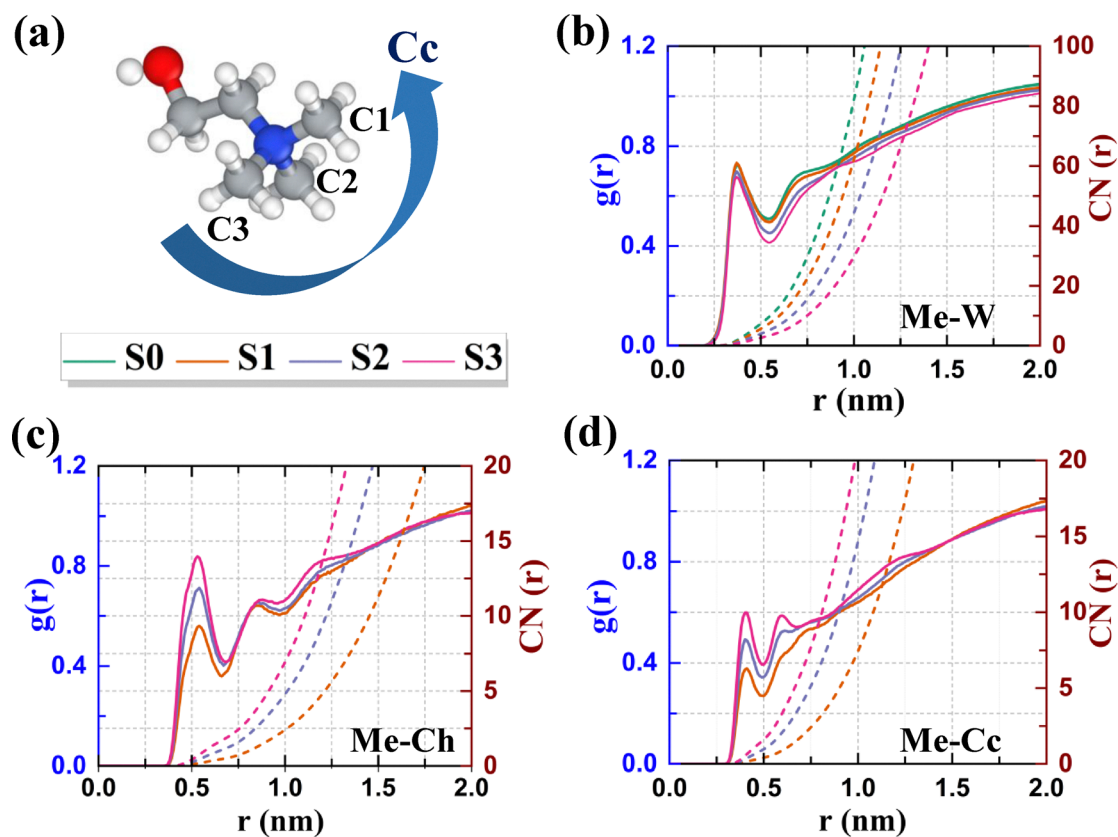 (a)
Cc
C1
C2
C3
S0 S1 S2 S3
(b)
1.2 100
0.8 80
60
0.4 40
20
0.0 0
g(r)
CN (r)
Me-W
0.0 0.5 1.0 1.5 2.0
r (nm)
(c)
1.2 20
0.8 15
10
0.4 5
0.0 0
g(r)
CN (r)
Me-Ch
0.0 0.5 1.0 1.5 2.0
r (nm)
(d)
1.2 20
0.8 15
10
0.4 5
0.0 0
g(r)
CN (r)
Me-Cc
0.0 0.5 1.0 1.5 2.0
r (nm)